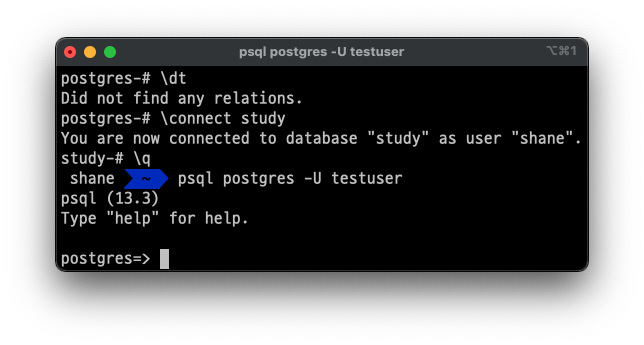 psql postgres -U testuser
⌥⌘1
postgres-# \dt
Did not find any relations.
postgres-# \connect study
You are now connected to database "study" as user "shane".
study-# \q
shane ~ psql postgres -U testuser
psql (13.3)
Type "help" for help.
postgres=>